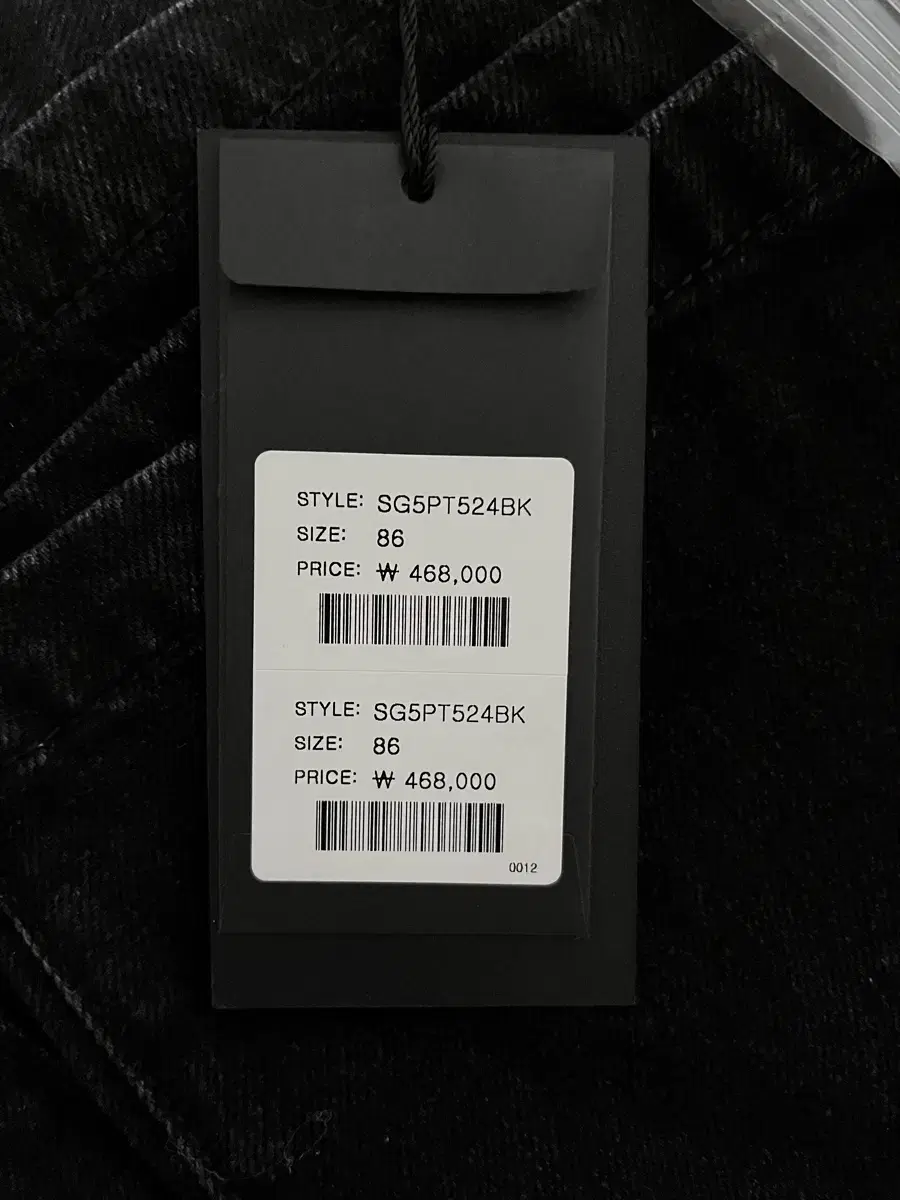 STYLE: SG5PT524BK
SIZE: 86
PRICE: ₩ 468,000
STYLE: SG5PT524BK
SIZE: 86
PRICE: ₩ 468,000
0012